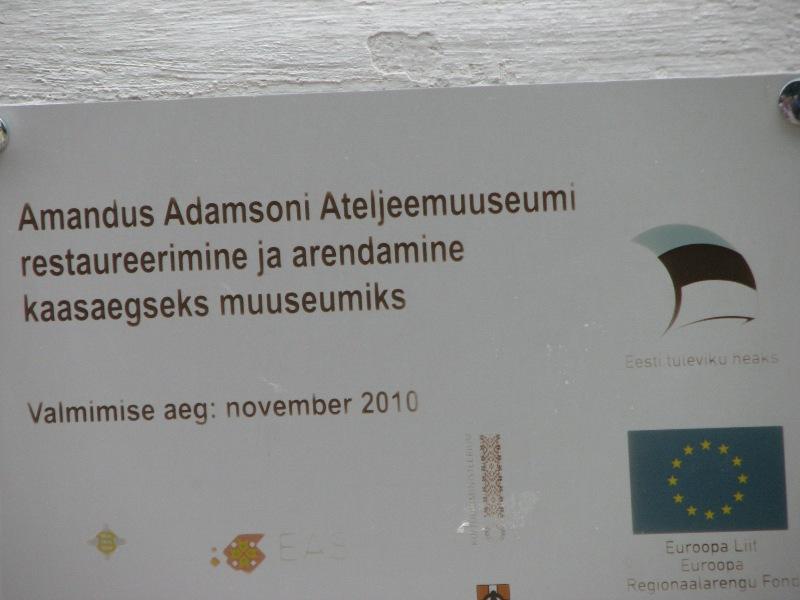 Amandus Adamsoni Ateljeemuuseumi
restaureerimine ja arendamine
kaasaegseks muuseumiks
Eesti tuleviku heaks
Valmimise aeg: november 2010
EAS
Euroopa Liit
Euroopa
Regionaalarengu Fond